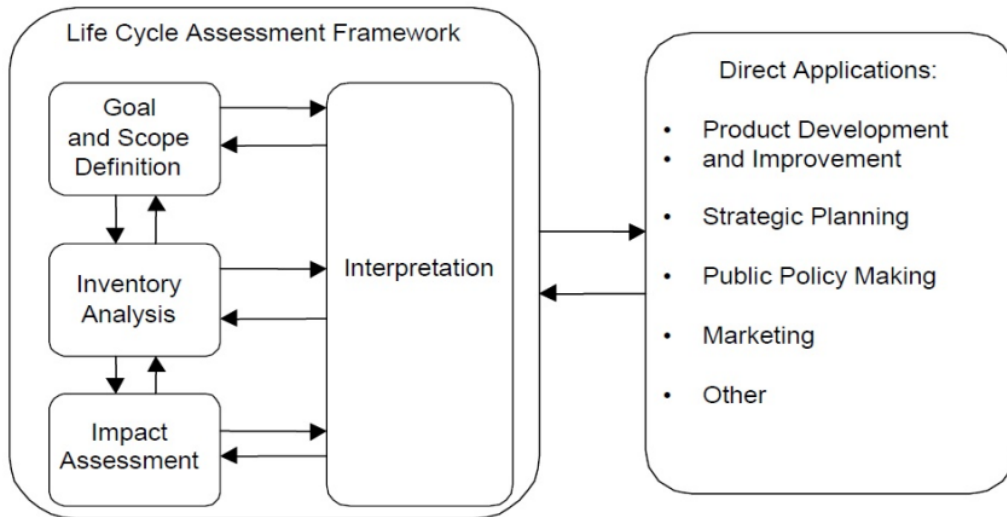 Life Cycle Assessment Framework
Goal
and Scope
Definition
Inventory
Analysis
Impact
Assessment
Interpretation
Direct Applications:
• Product Development
• and Improvement
• Strategic Planning
• Public Policy Making
• Marketing
• Other